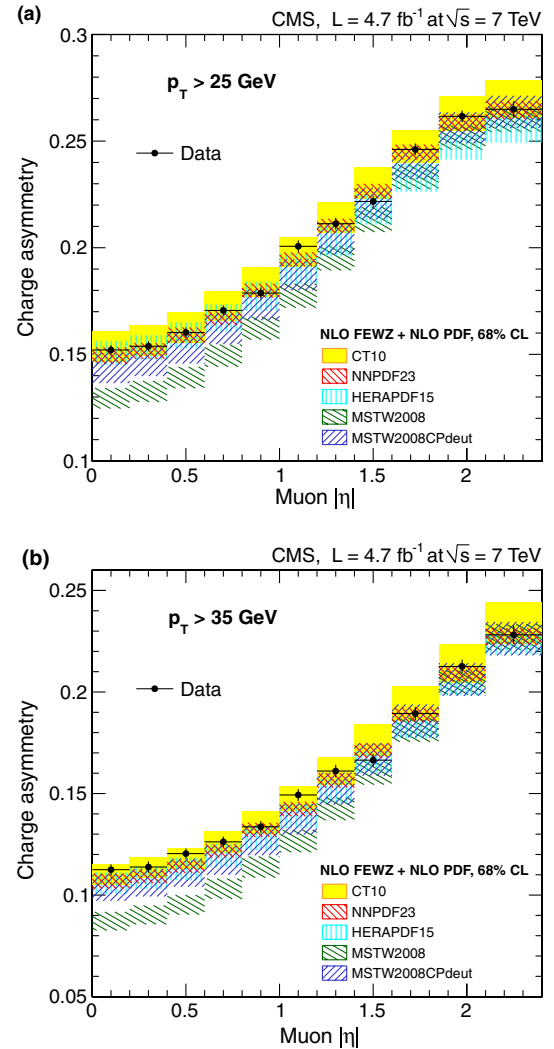 (a)
CMS, L = 4.7 fb⁻¹ at √s = 7 TeV
0.3
p_T > 25 GeV
0.25
Data
0.2
Charge asymmetry
NLO FEWZ + NLO PDF, 68% CL
CT10
0.15
NNPDF23
HERAPDF15
MSTW2008
MSTW2008CPdeut
0.1
0 0.5 1 1.5 2
Muon |η|
(b)
CMS, L = 4.7 fb⁻¹ at √s = 7 TeV
0.26
p_T > 35 GeV
0.2
Data
Charge asymmetry
0.15
0.1
NLO FEWZ + NLO PDF, 68% CL
CT10
NNPDF23
HERAPDF15
MSTW2008
MSTW2008CPdeut
0.05
0 0.5 1 1.5 2
Muon |η|